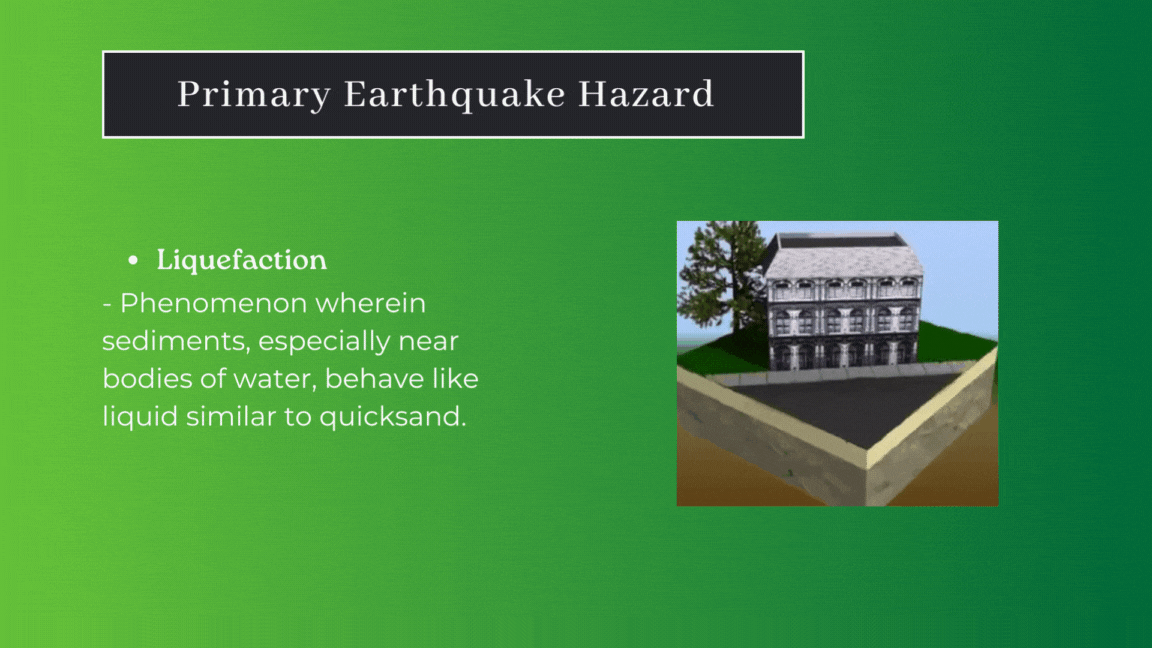 Primary Earthquake Hazard
• Liquefaction
- Phenomenon wherein
sediments, especially near
bodies of water, behave like
liquid similar to quicksand.